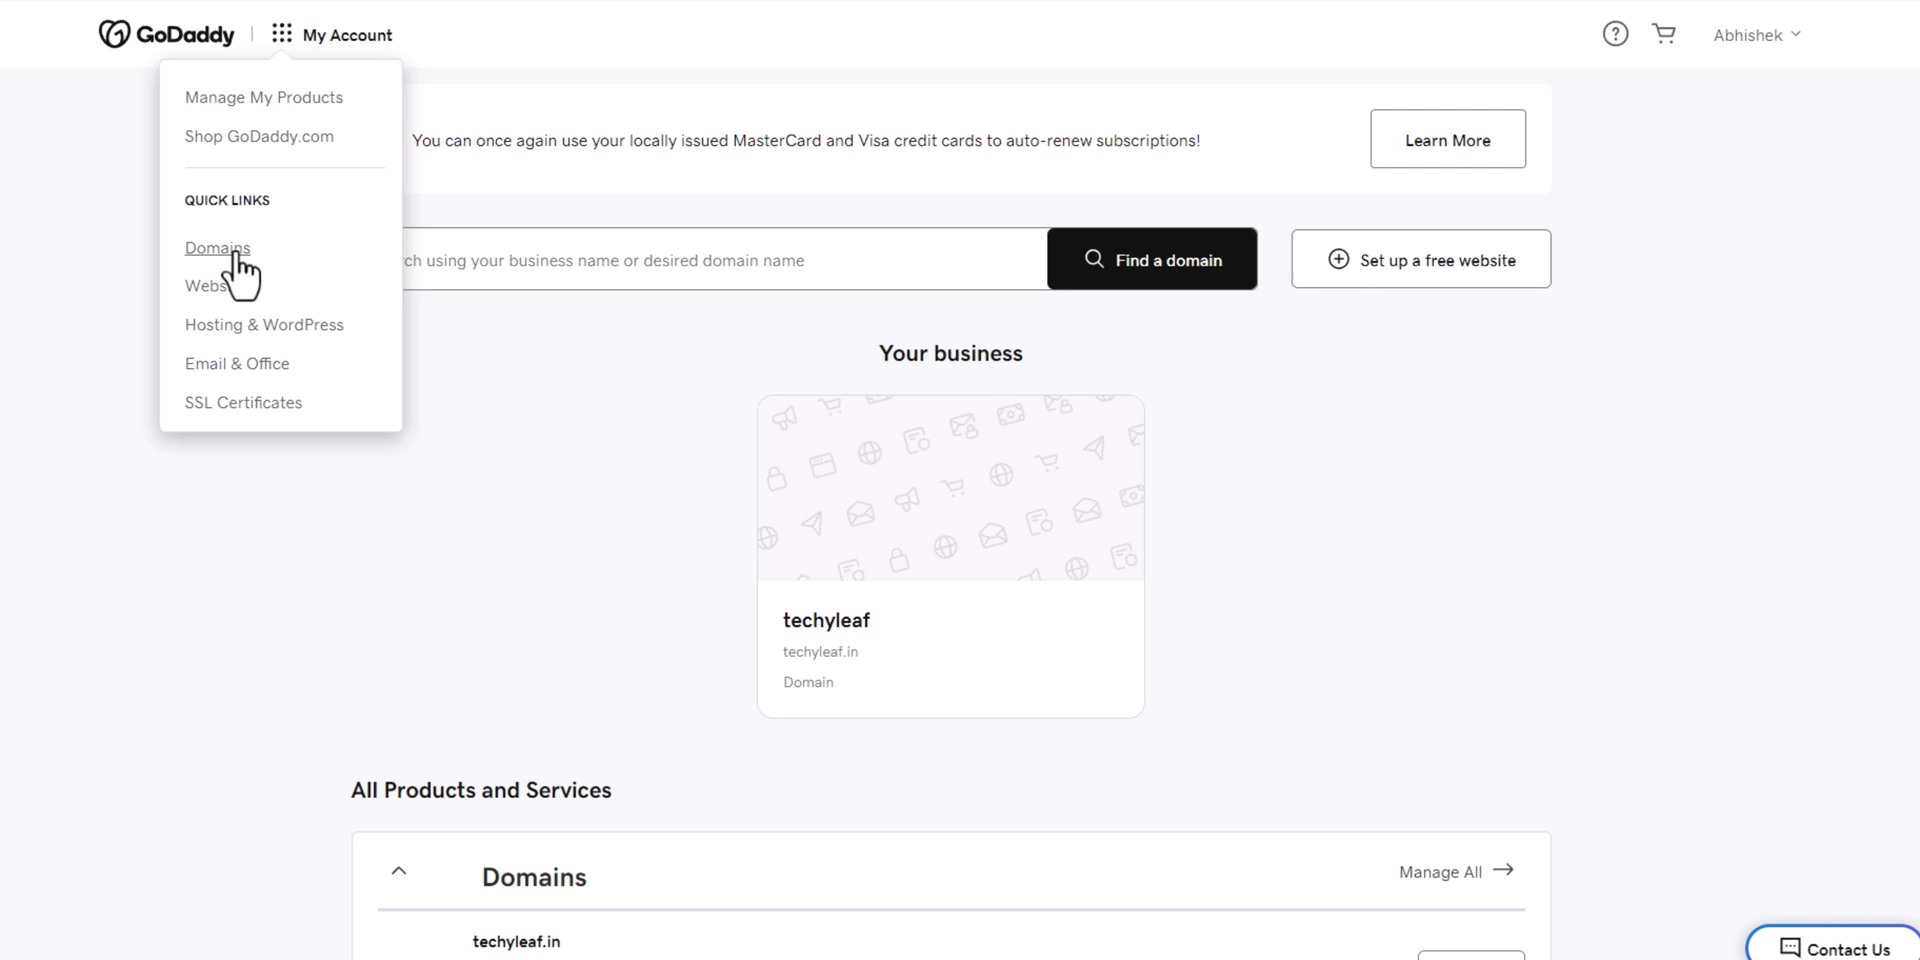 GoDaddy
My Account
Abhishek
Manage My Products
Shop GoDaddy.com
You can once again use your locally issued MasterCard and Visa credit cards to auto-renew subscriptions!
Learn More
QUICK LINKS
Domains
Hosting & WordPress
Email & Office
SSL Certificates
using your business name or desired domain name
Find a domain
Set up a free website
Your business
techyleaf
techyleaf.in
Domain
All Products and Services
Domains
Manage All
techyleaf.in
Contact Us